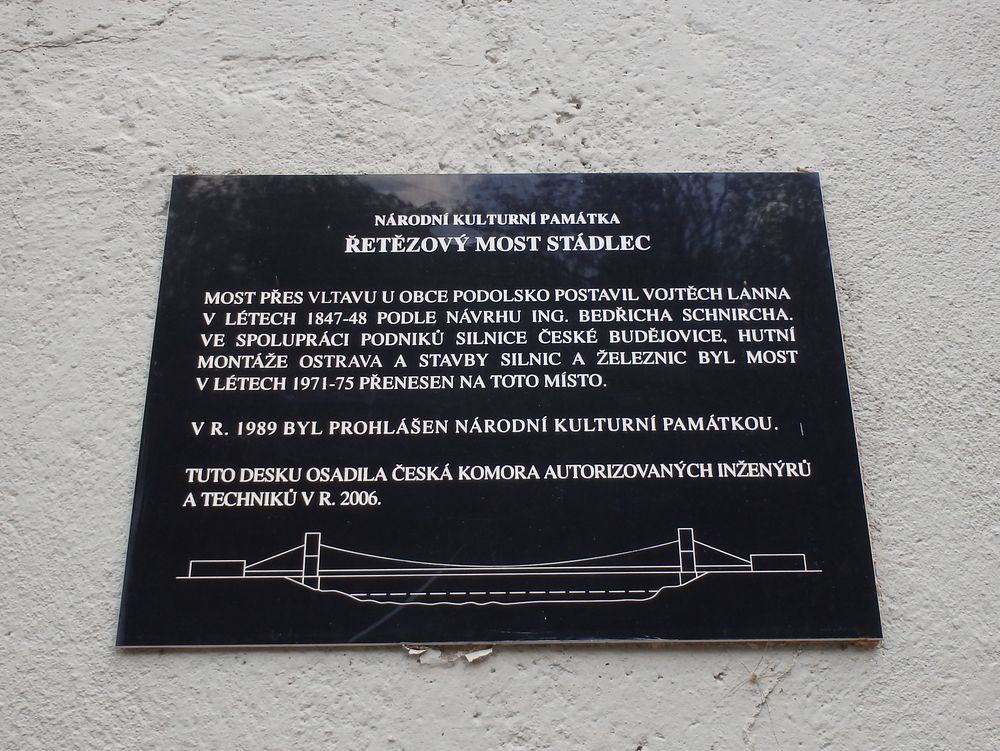 NÁRODNÍ KULTURNÍ PAMÁTKA
ŘETĚZOVÝ MOST STÁDLEC
MOST PŘES VLTAVU U OBCE PODOLSKO POSTAVIL VOJTĚCH LANNA
V LÉTECH 1847-48 PODLE NÁVRHU ING. BEDŘICHA SCHNIRCHA.
VE SPOLUPRÁCI PODNIKŮ SILNICE ČESKÉ BUDĚJOVICE, HUTNÍ
MONTÁŽE OSTRAVA A STAVBY SILNIC A ŽELEZNIC BYL MOST
V LÉTECH 1971-75 PŘENESEN NA TOTO MÍSTO.
V R. 1989 BYL PROHLÁŠEN NÁRODNÍ KULTURNÍ PAMÁTKOU.
TUTO DESKU OSADILA ČESKÁ KOMORA AUTORIZOVANÝCH INŽENÝRŮ
A TECHNIKŮ V R. 2006.